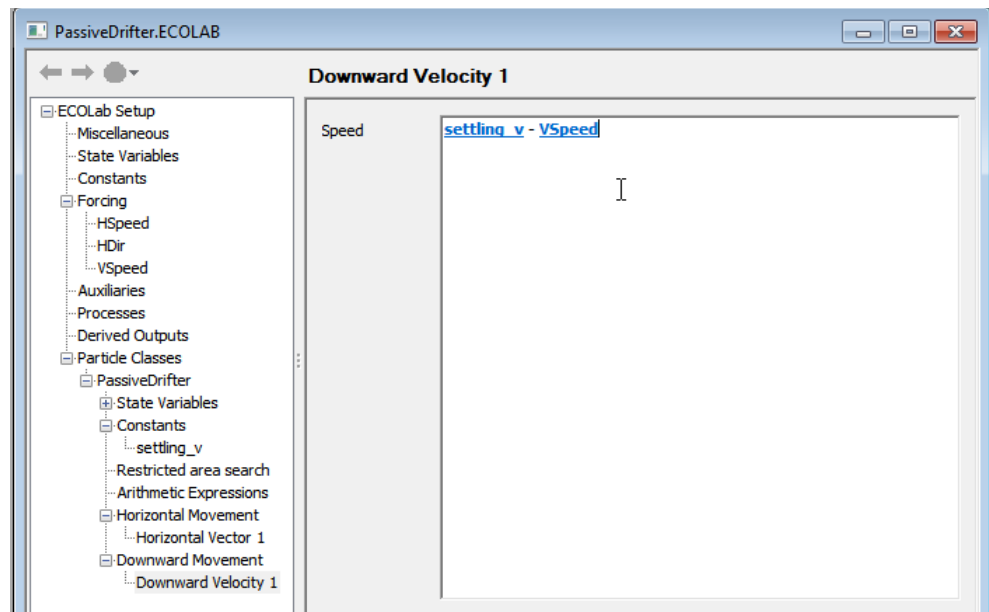 PassiveDrifter.ECOLAB
Downward Velocity 1
ECOLab Setup
Miscellaneous
State Variables
Constants
Forcing
HSpeed
HDir
VSpeed
Auxiliaries
Processes
Derived Outputs
Particle Classes
PassiveDrifter
State Variables
Constants
settling_v
Restricted area search
Arithmetic Expressions
Horizontal Movement
Horizontal Vector 1
Downward Movement
Downward Velocity 1
Speed
settling_v - VSpeed